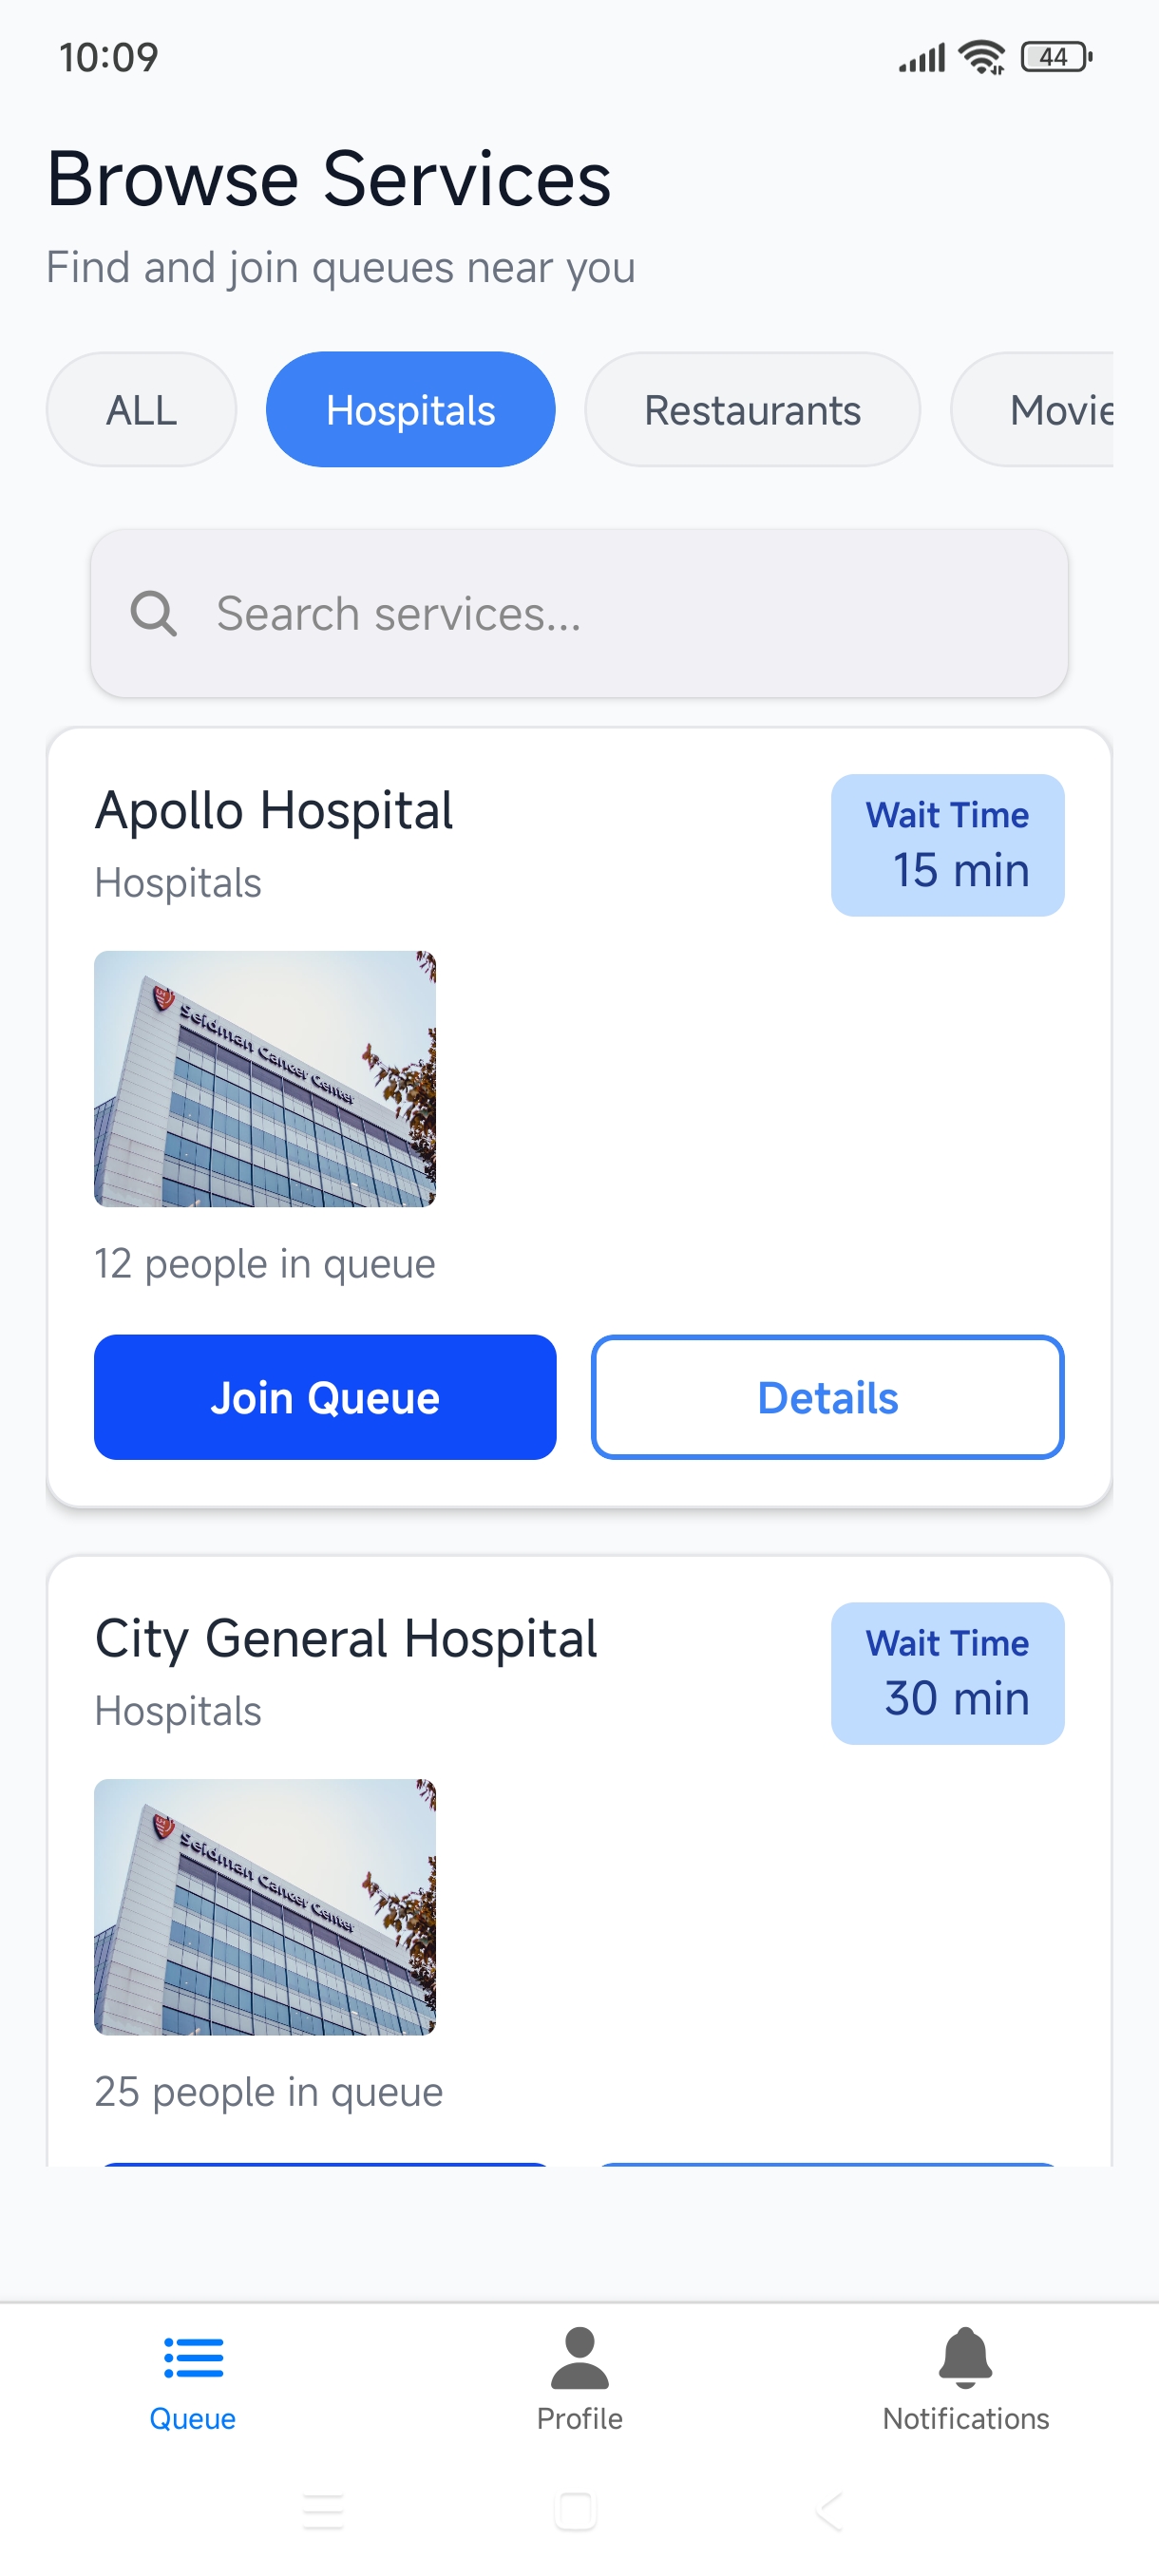 10:09
44
Browse Services
Find and join queues near you
ALL
Hospitals
Restaurants
Movie
Search services...
Apollo Hospital
Hospitals
Wait Time
15 min
Seidman Cancer Center
12 people in queue
Join Queue
Details
City General Hospital
Hospitals
Wait Time
30 min
Seidman Cancer Center
25 people in queue
Queue
Profile
Notifications